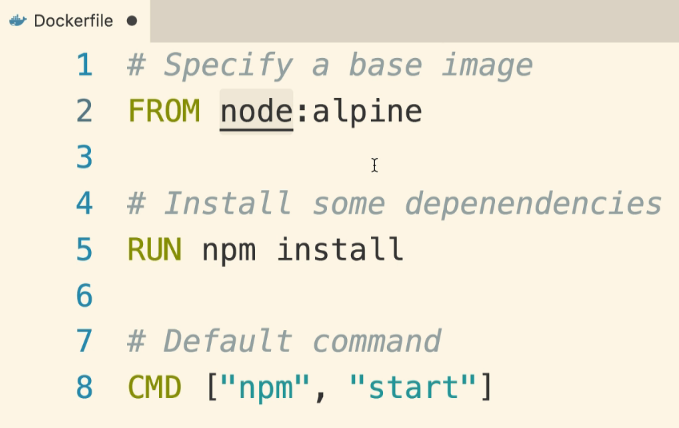 Dockerfile
1 # Specify a base image
2 FROM node:alpine
3
4 # Install some depenendencies
5 RUN npm install
6
7 # Default command
8 CMD ["npm", "start"]